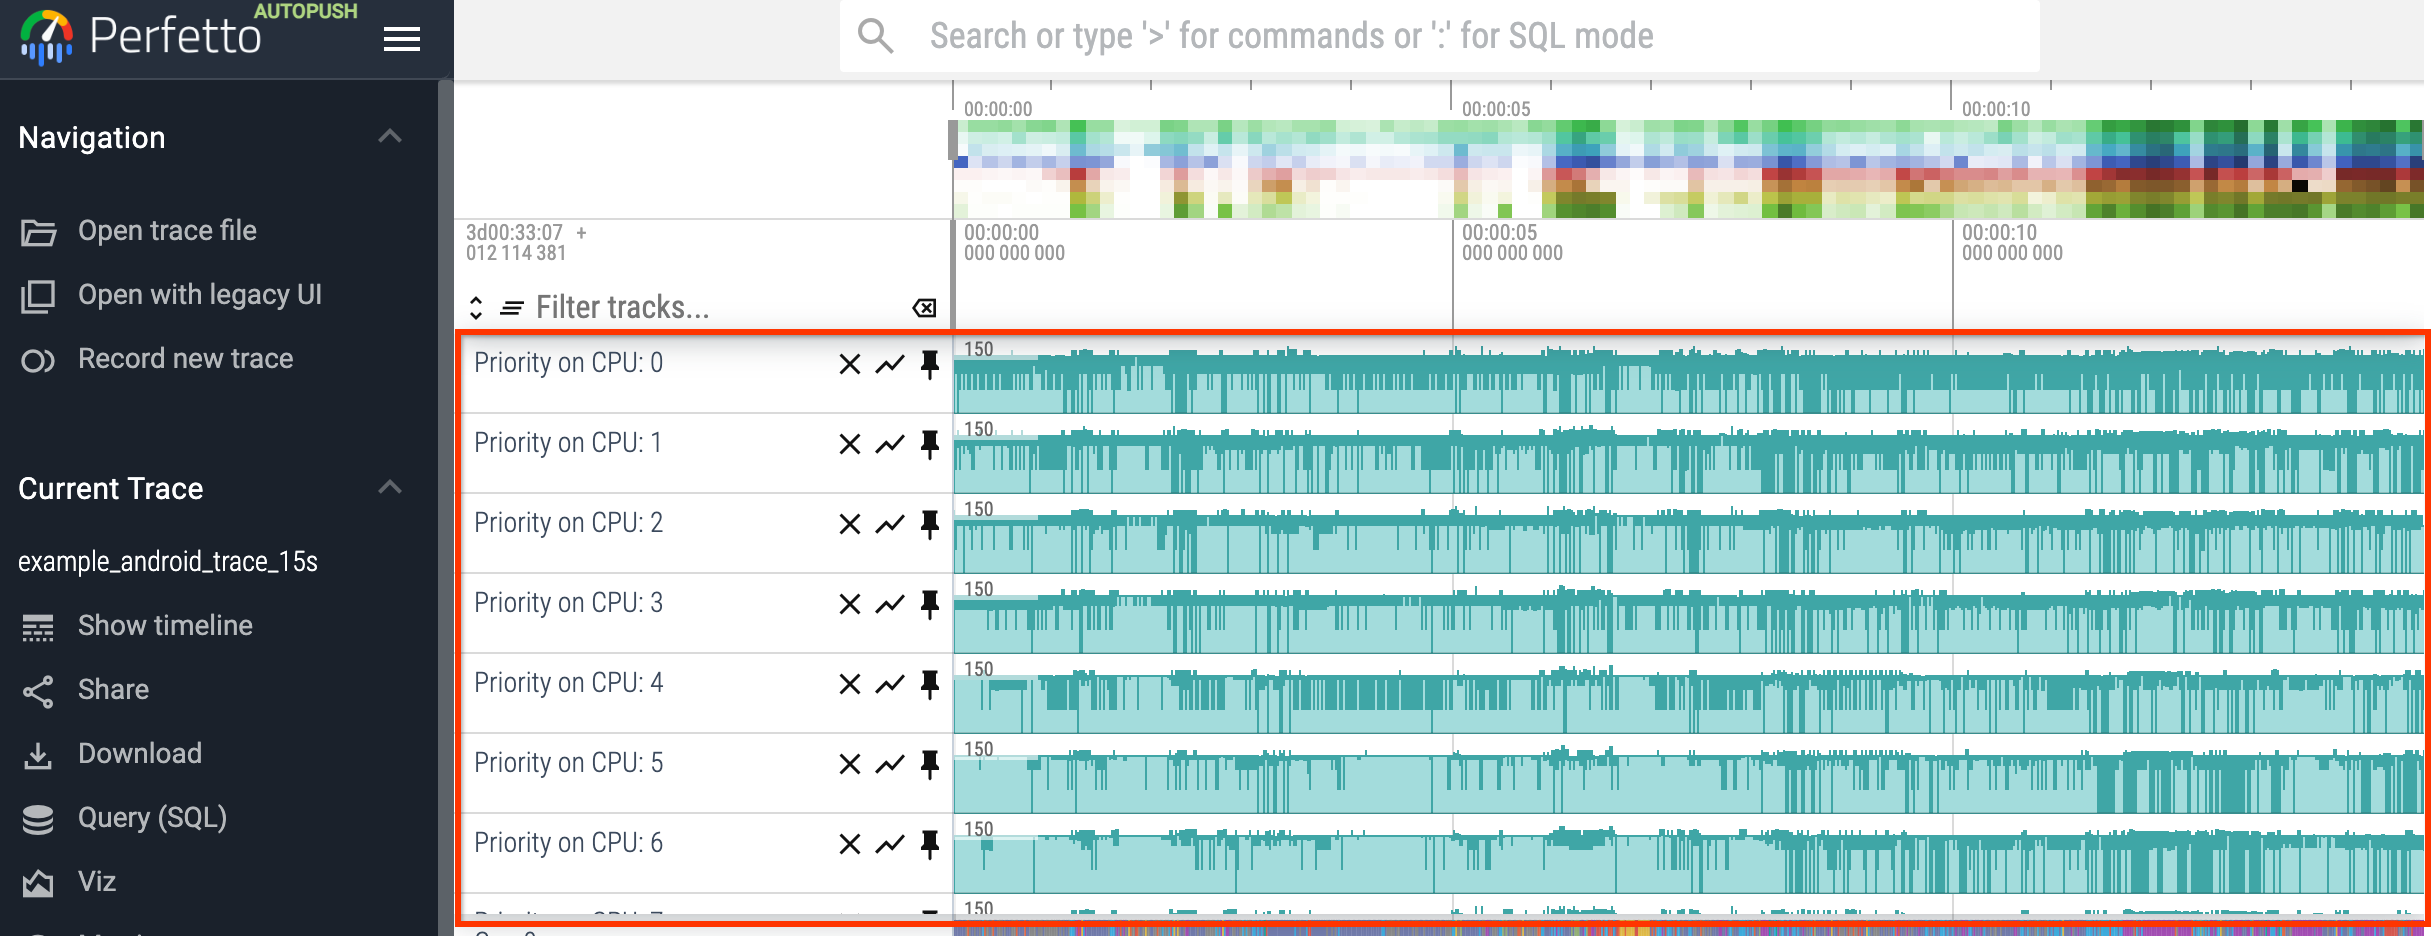 Perfetto
AUTOPUSH
Search or type '>' for commands or ':' for SQL mode
Navigation
Open trace file
Open with legacy UI
Record new trace
Current Trace
example_android_trace_15s
Show timeline
Share
Download
Query (SQL)
Viz
00:00:00 00:00:05 00:00:10
3d00:33:07 +
012 114 381
00:00:00 00:00:05 00:00:10
000 000 000 000 000 000 000 000 000
Filter tracks...
Priority on CPU: 0 150
Priority on CPU: 1 150
Priority on CPU: 2 150
Priority on CPU: 3 150
Priority on CPU: 4 150
Priority on CPU: 5 150
Priority on CPU: 6 150
150